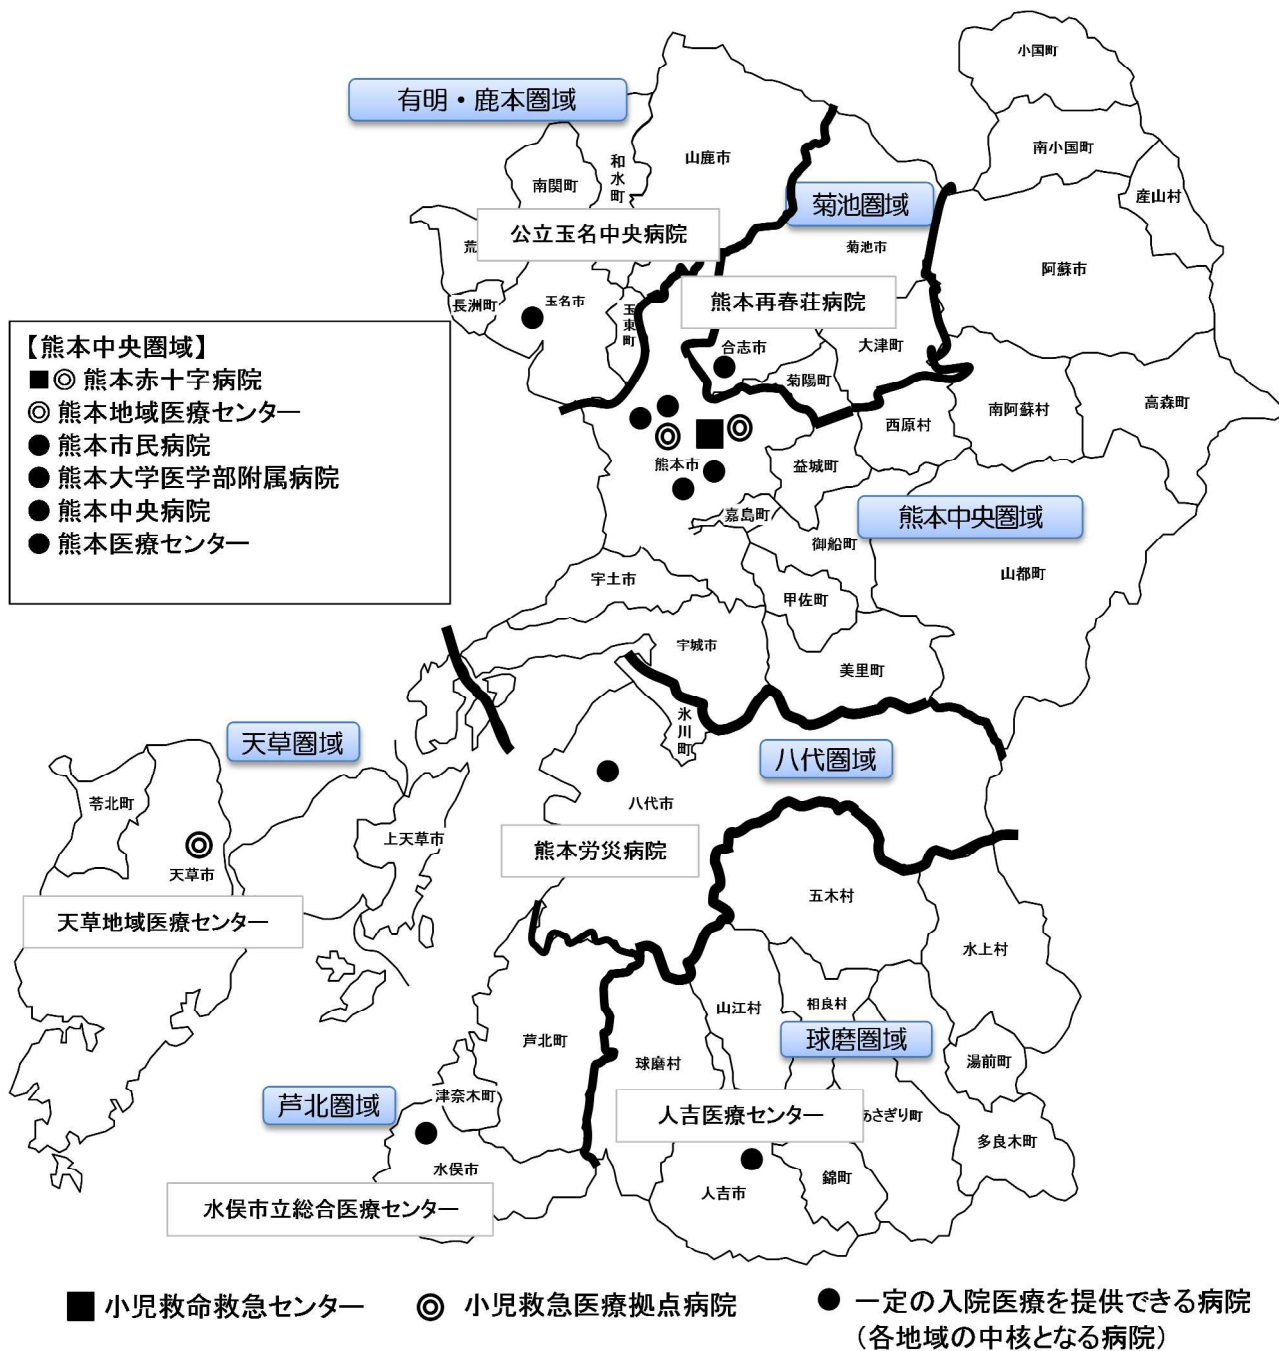 小国町
有明・鹿本圏域
南小国町
山鹿市
和水町
南関町
産山村
菊池圏域
公立玉名中央病院
荒
菊池市
阿蘇市
熊本再春荘病院
長洲町
玉名市
玉東町
合志市
大津町
菊陽町
南阿蘇村
高森町
西原村
【熊本中央圏域】
■◎ 熊本赤十字病院
◎ 熊本地域医療センター
● 熊本市民病院
● 熊本大学医学部附属病院
● 熊本中央病院
● 熊本医療センター
熊本市
益城町
嘉島町
熊本中央圏域
御船町
山都町
宇土市
甲佐町
宇城市
美里町
氷川町
天草圏域
八代圏域
苓北町
八代市
上天草市
熊本労災病院
天草市
五木村
天草地域医療センター
水上村
山江村
相良村
芦北町
球磨圏域
球磨村
湯前町
芦北圏域
津奈木町
人吉医療センター
あさぎり町
多良木町
水俣市
人吉市
錦町
水俣市立総合医療センター
■ 小児救命救急センター
◎ 小児救急医療拠点病院
● 一定の入院医療を提供できる病院
（各地域の中核となる病院）